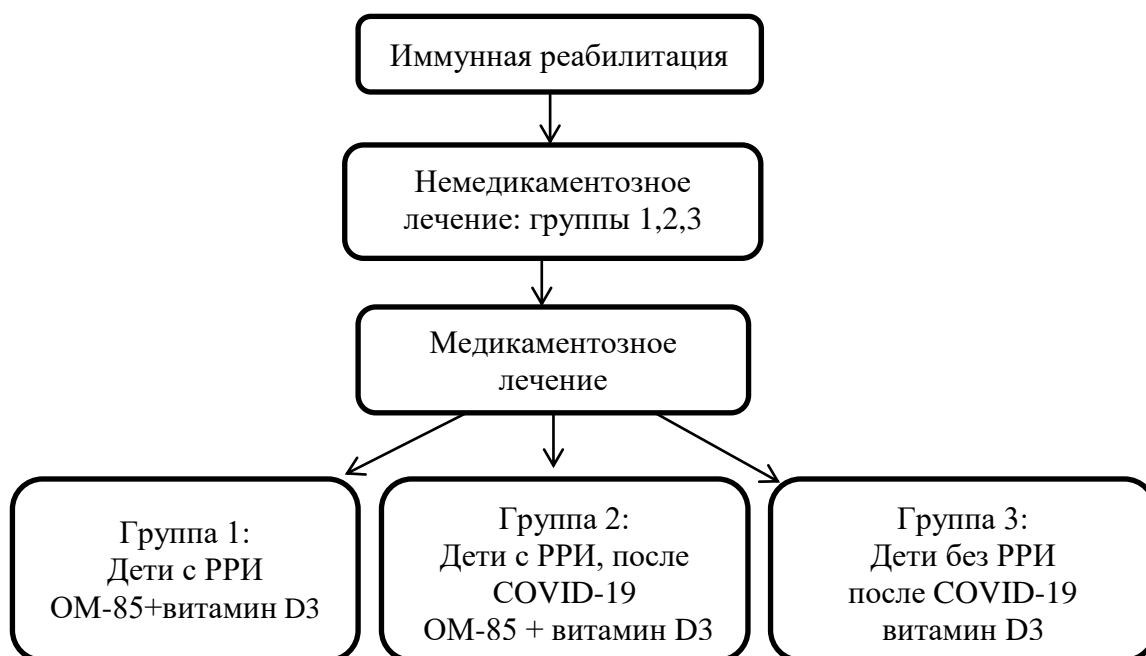 Иммунная реабилитация
Немедикаментозное
лечение: группы 1,2,3
Медикаментозное
лечение
Группа 1:
Дети с РРИ
ОМ-85+витамин D3
Группа 2:
Дети с РРИ, после
COVID-19
ОМ-85 + витамин D3
Группа 3:
Дети без РРИ
после COVID-19
витамин D3